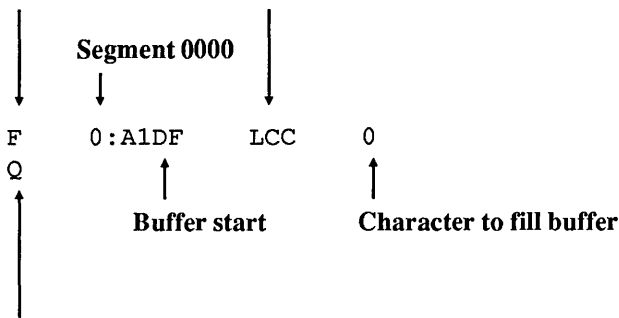 Segment 0000
F 0:A1DF LCC 0
Q
Buffer start Character to fill buffer